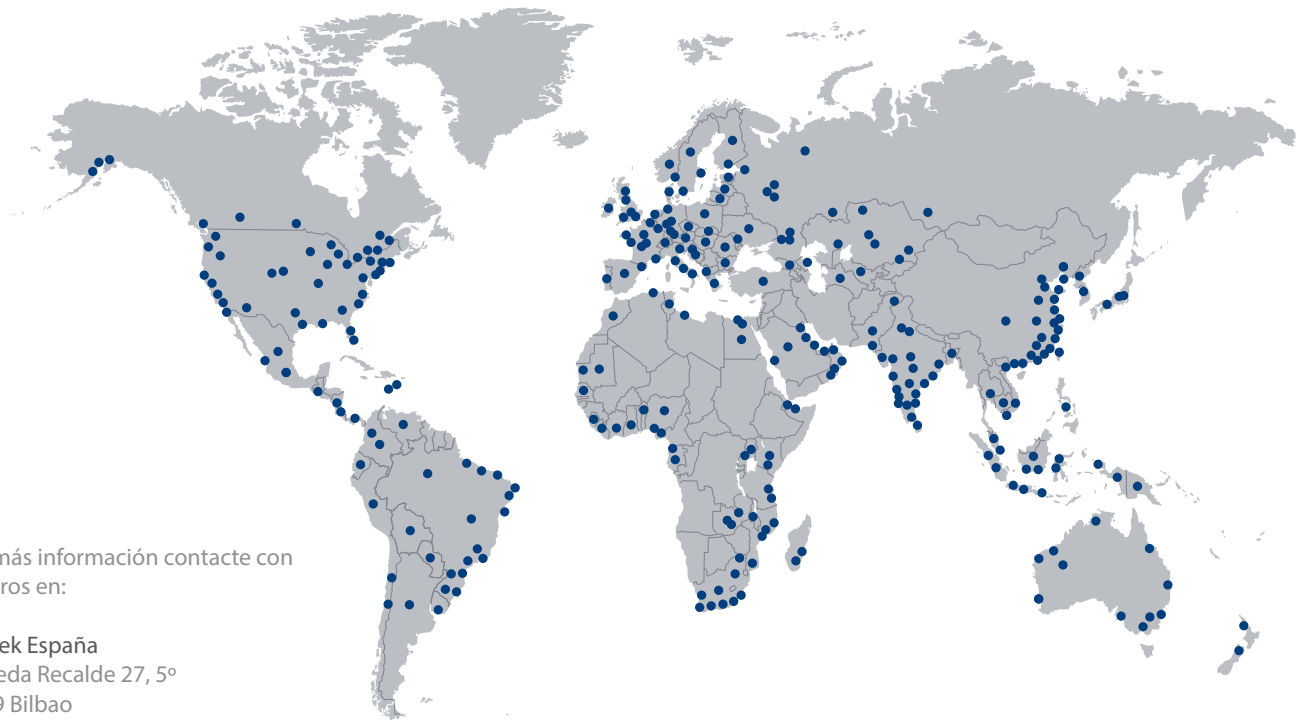 más información contacte con
ros en:
ek España
eda Recalde 27, 5º
9 Bilbao